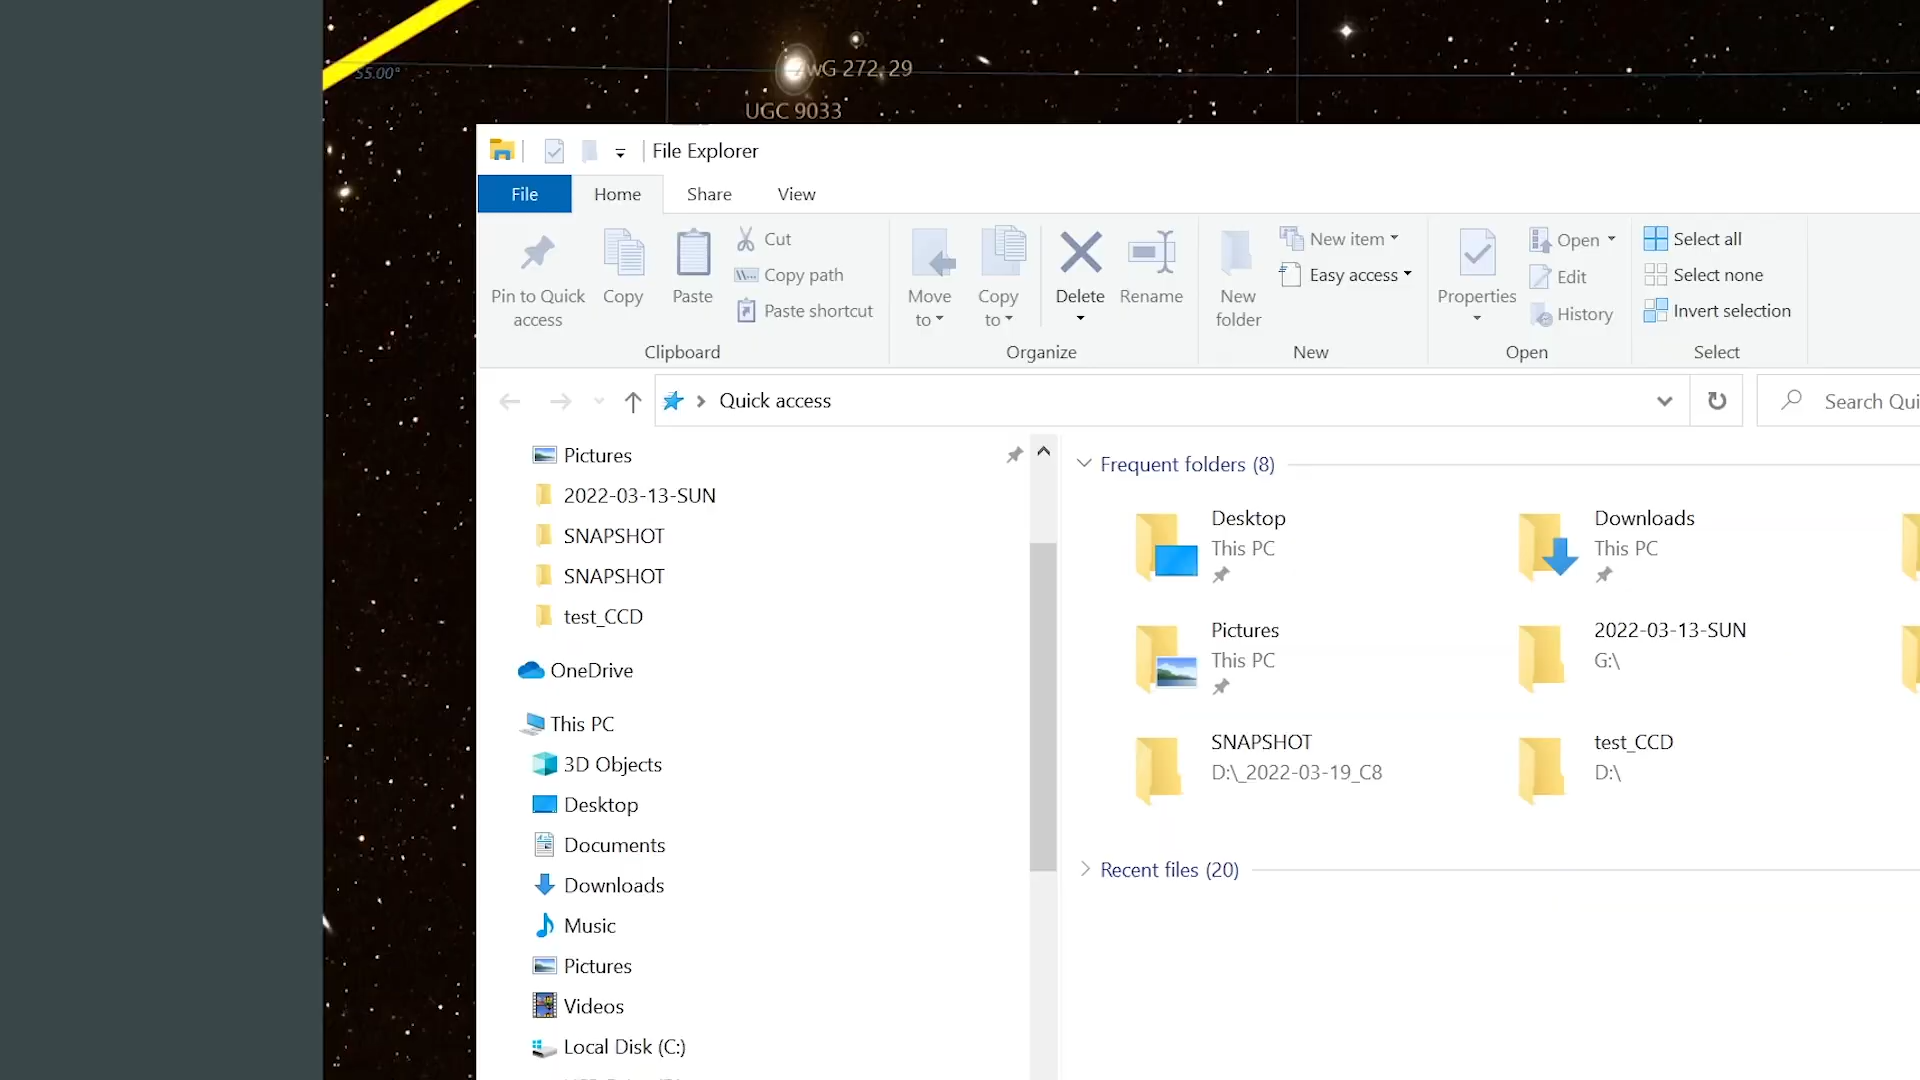 55.00°
ZwG 272.29
UGC 9033
File Explorer
File
Home
Share
View
Pin to Quick access
Copy
Paste
Cut
Copy path
Paste shortcut
Clipboard
Move to
Copy to
Delete
Rename
Organize
New folder
New item
Easy access
New
Properties
Open
Edit
History
Open
Select all
Select none
Invert selection
Select
Quick access
Search Qui
Pictures
2022-03-13-SUN
SNAPSHOT
SNAPSHOT
test_CCD
OneDrive
This PC
3D Objects
Desktop
Documents
Downloads
Music
Pictures
Videos
Local Disk (C:)
Frequent folders (8)
Desktop
This PC
Downloads
This PC
Pictures
This PC
2022-03-13-SUN
G:\
SNAPSHOT
D:\_2022-03-19_C8
test_CCD
D:\
Recent files (20)